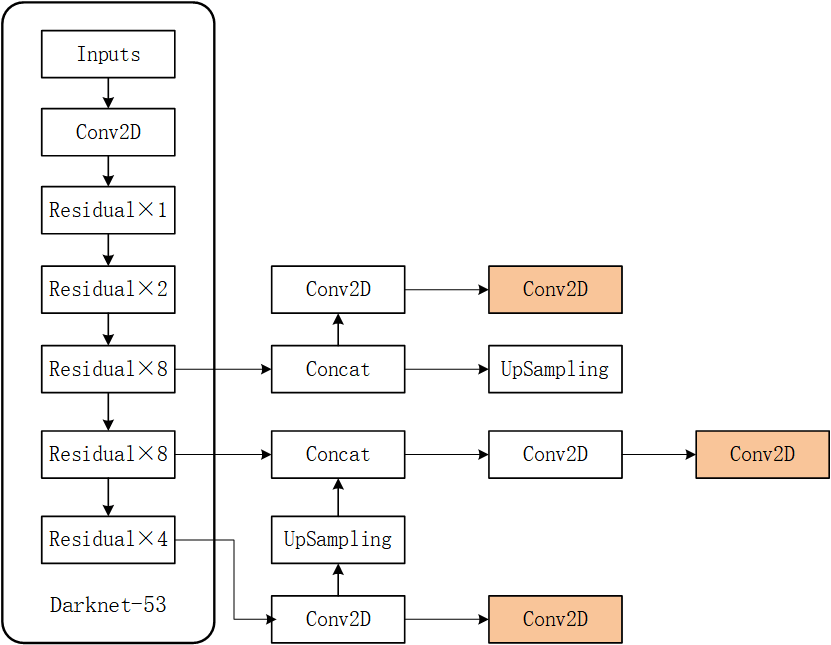 Inputs
Conv2D
Residual×1
Residual×2
Conv2D
Conv2D
Residual×8
Concat
UpSampling
Residual×8
Concat
Conv2D
Conv2D
Residual×4
UpSampling
Darknet-53
Conv2D
Conv2D